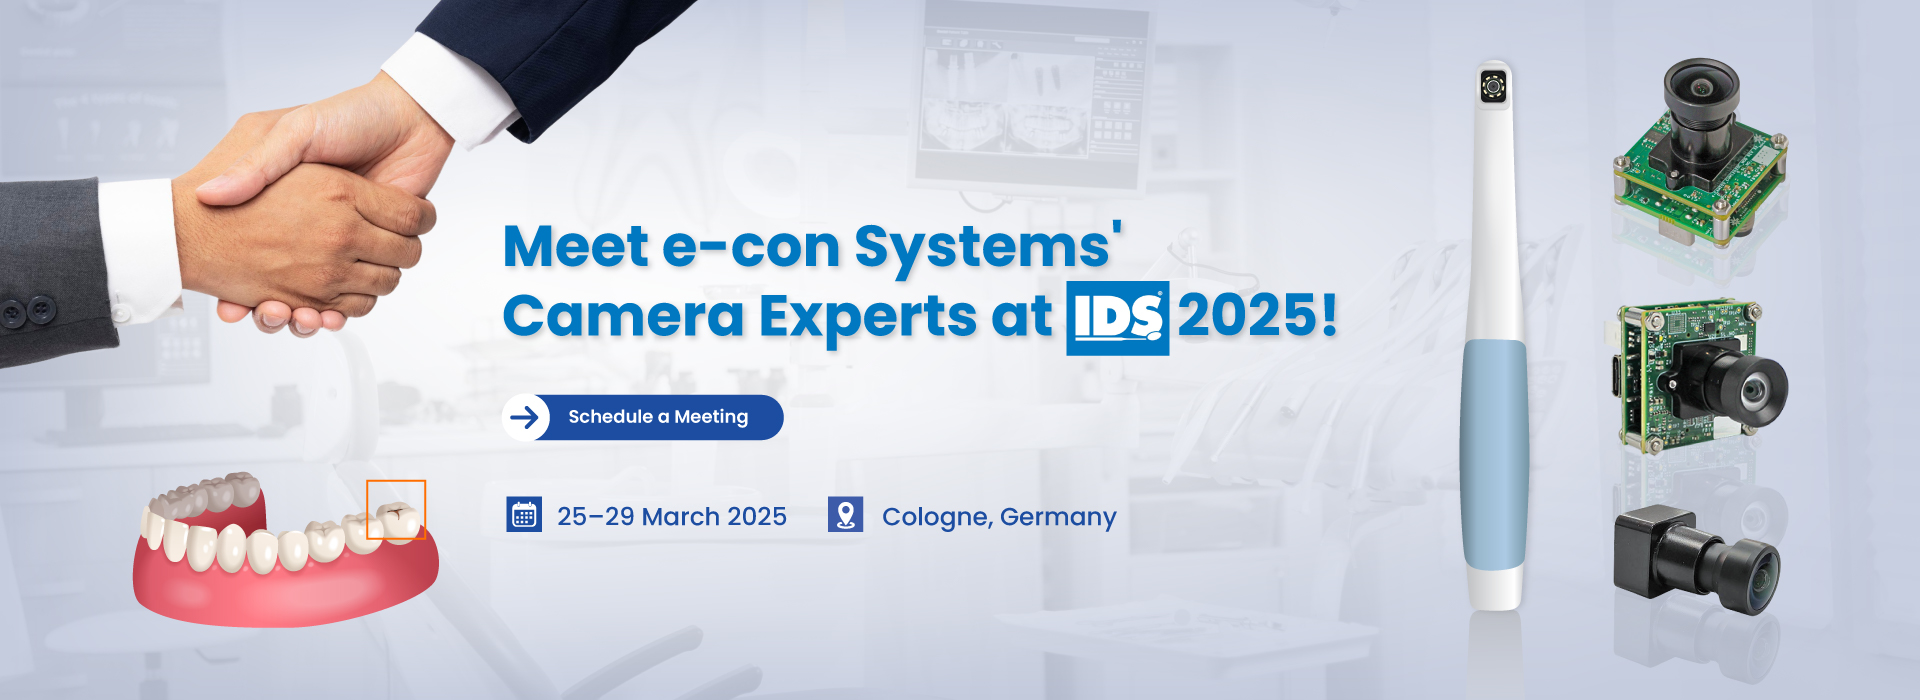 Meet e-con Systems'
Camera Experts at IDS 2025!
Schedule a Meeting
25–29 March 2025
Cologne, Germany